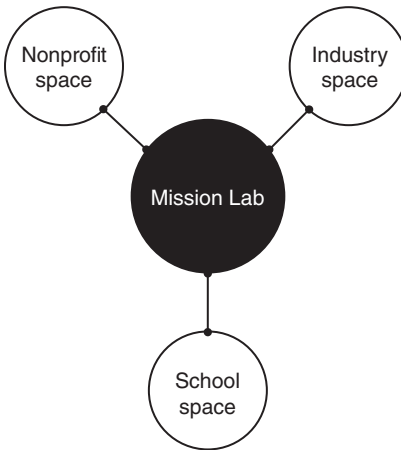 Nonprofit
space
Industry
space
Mission Lab
School
space